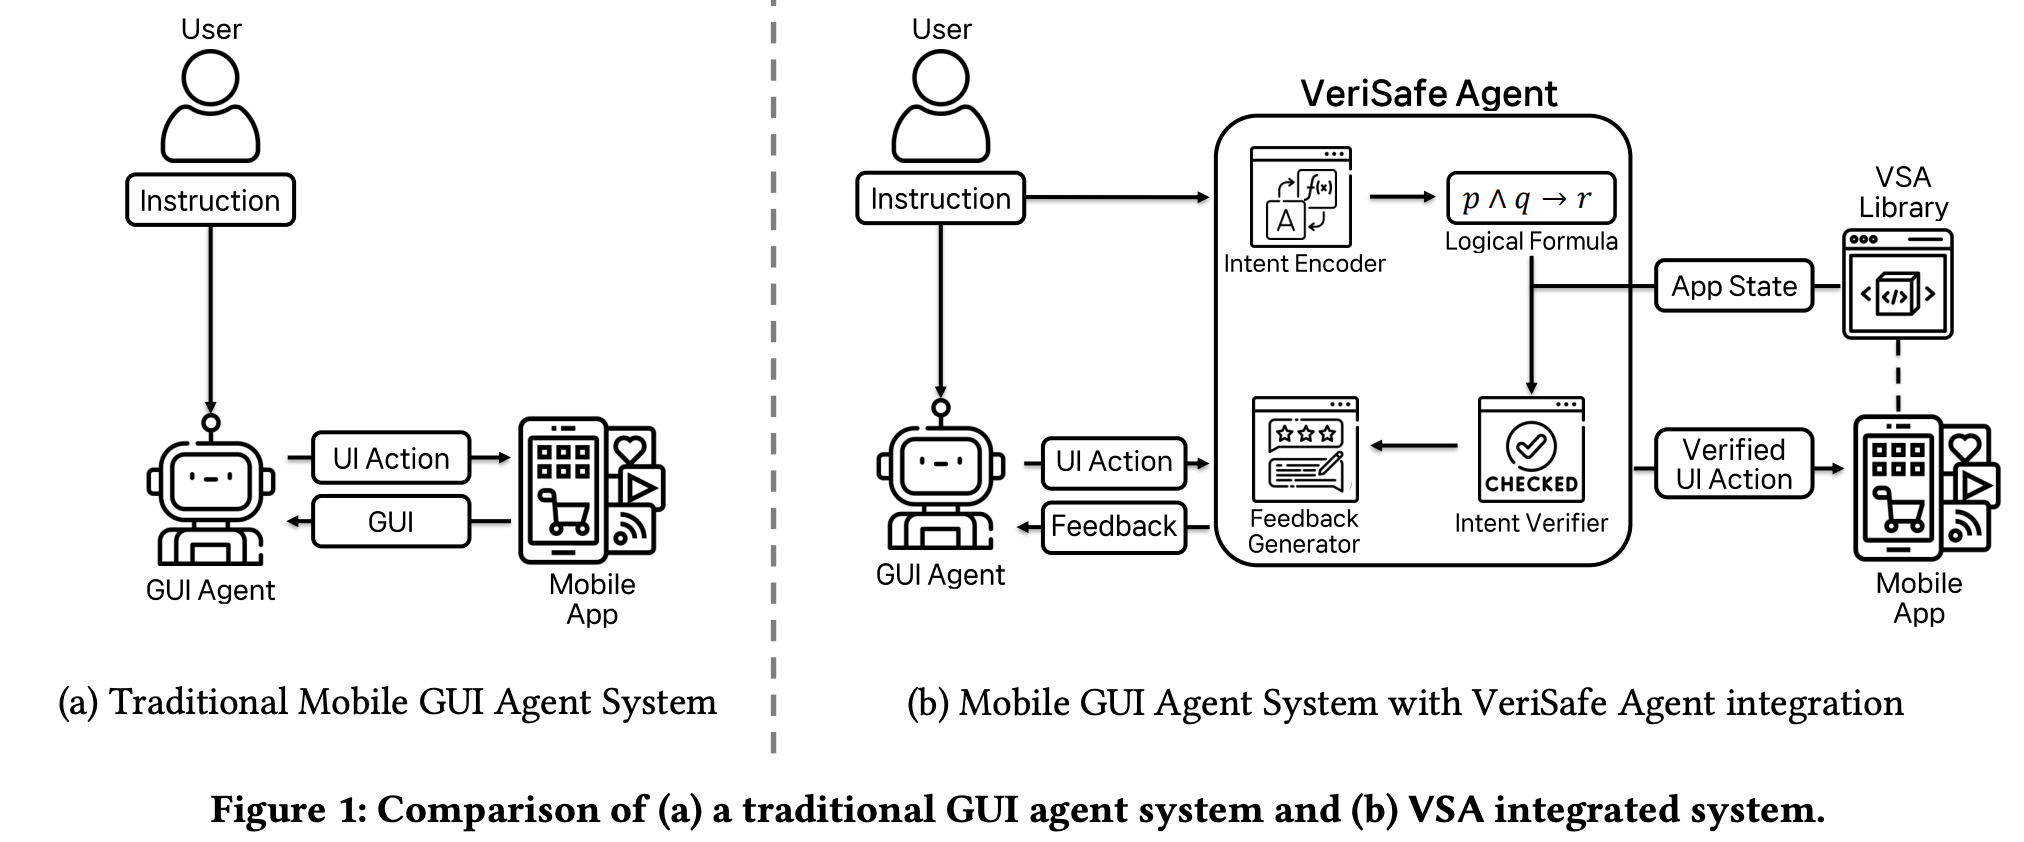 User
Instruction
UI Action
GUI
GUI Agent
Mobile
App
(a) Traditional Mobile GUI Agent System
User
Instruction
VeriSafe Agent
f(x)
A
Intent Encoder
p ∧ q → r
Logical Formula
VSA
Library
App State
</>
UI Action
Feedback
GUI Agent
Feedback
Generator
CHECKED
Intent Verifier
Verified
UI Action
Mobile
App
(b) Mobile GUI Agent System with VeriSafe Agent integration
Figure 1: Comparison of (a) a traditional GUI agent system and (b) VSA integrated system.